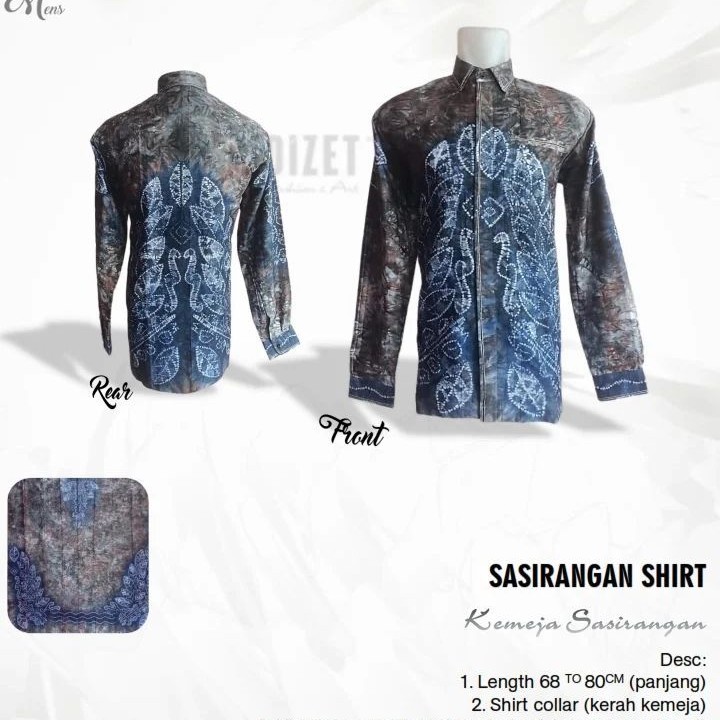 Mens
DIZET
Rear
Front
SASIRANGAN SHIRT
Kemeja Sasirangan
Desc:
1. Length 68 TO 80CM (panjang)
2. Shirt collar (kerah kemeja)